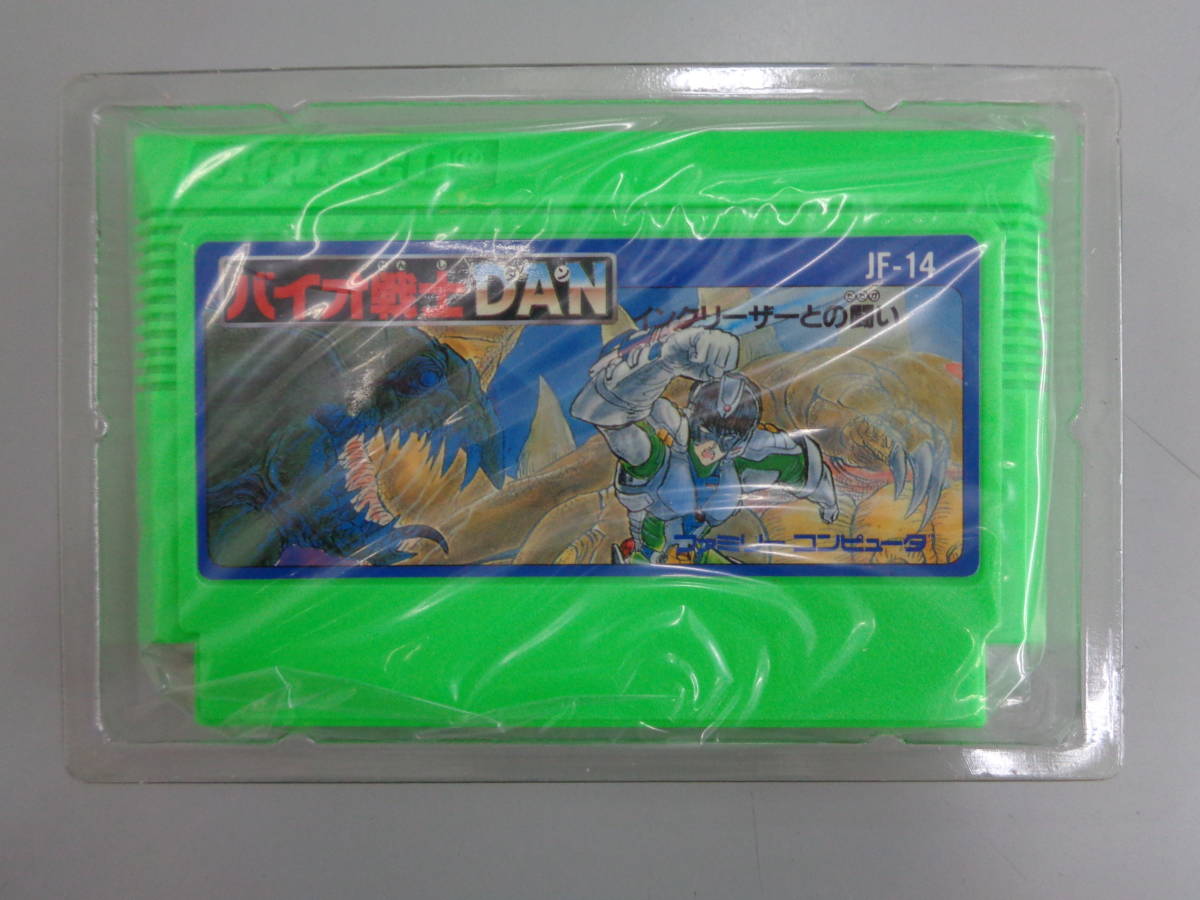 バイオ戦士DAN
JF-14
インクリーザーとの闘い
ファミリーコンピュータ